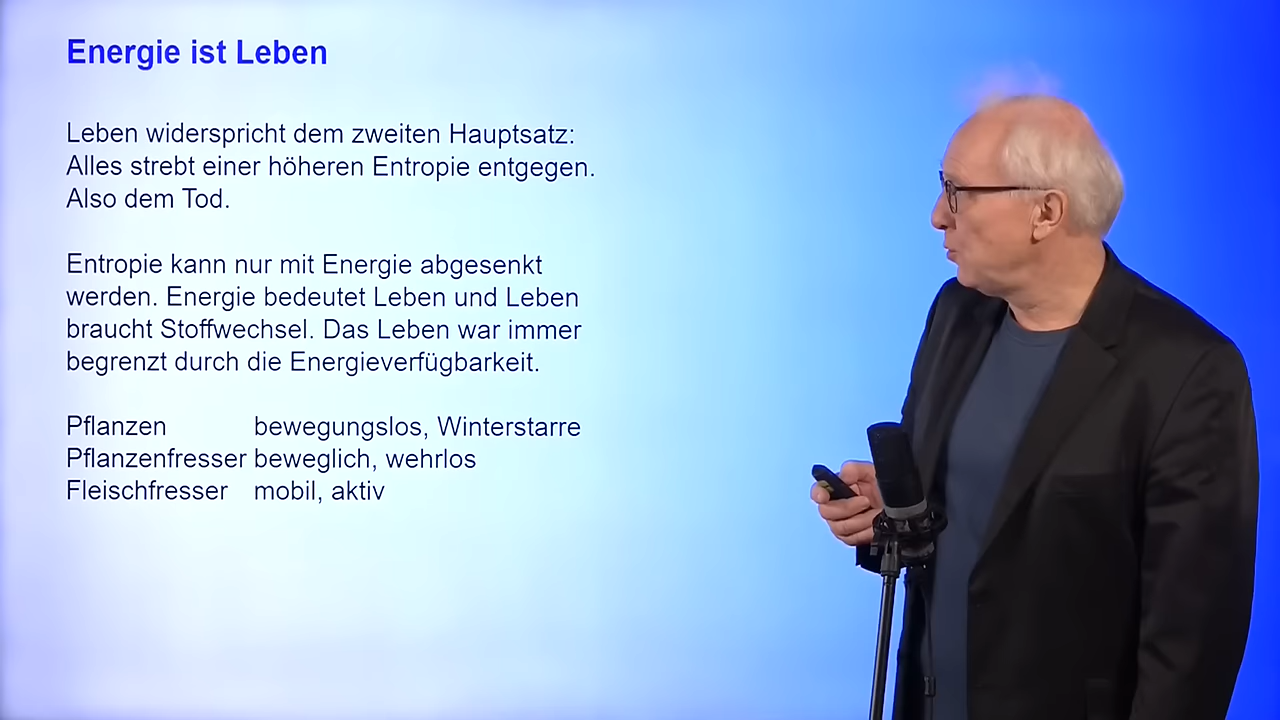 Energie ist Leben
Leben widerspricht dem zweiten Hauptsatz:
Alles strebt einer höheren Entropie entgegen.
Also dem Tod.
Entropie kann nur mit Energie abgesenkt
werden. Energie bedeutet Leben und Leben
braucht Stoffwechsel. Das Leben war immer
begrenzt durch die Energieverfügbarkeit.
Pflanzen bewegungslos, Winterstarre
Pflanzenfresser beweglich, wehrlos
Fleischfresser mobil, aktiv